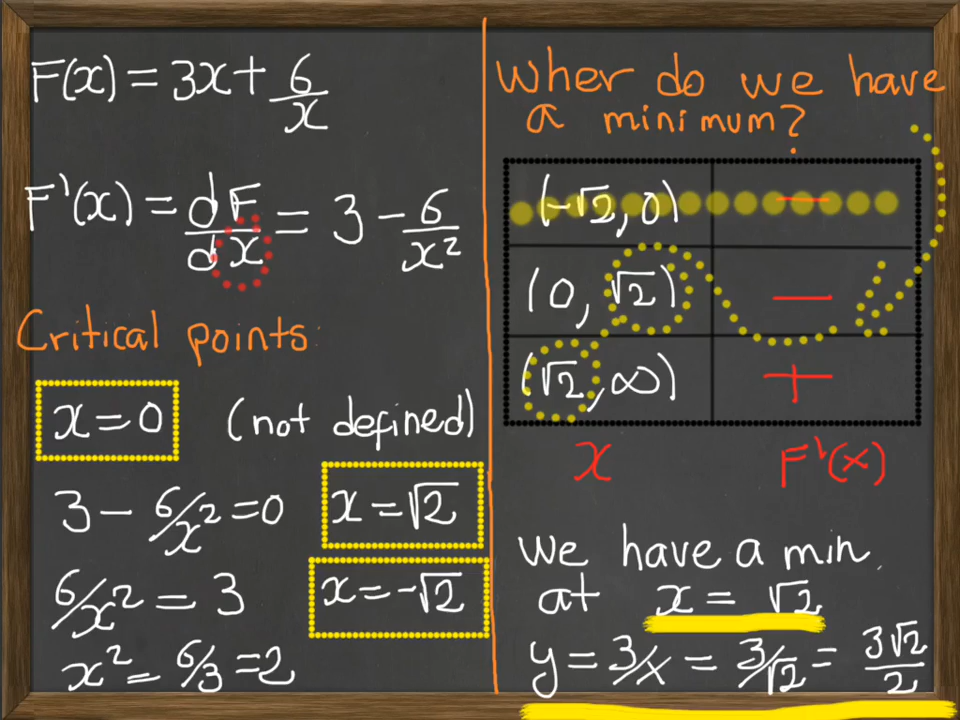 F(x) = 3x + 6/x
F'(x) = dF/dx = 3 - 6/x²
Critical points:
x = 0 (not defined)
3 - 6/x² = 0
x = √2
6/x² = 3
x = -√2
x² = 6/3 = 2
Wher do we have
a minimum?
(-√2, 0) −
(0, √2) −
(√2, ∞) +
x F'(x)
We have a min.
at x = √2
y = 3/x = 3/√2 = 3√2/2